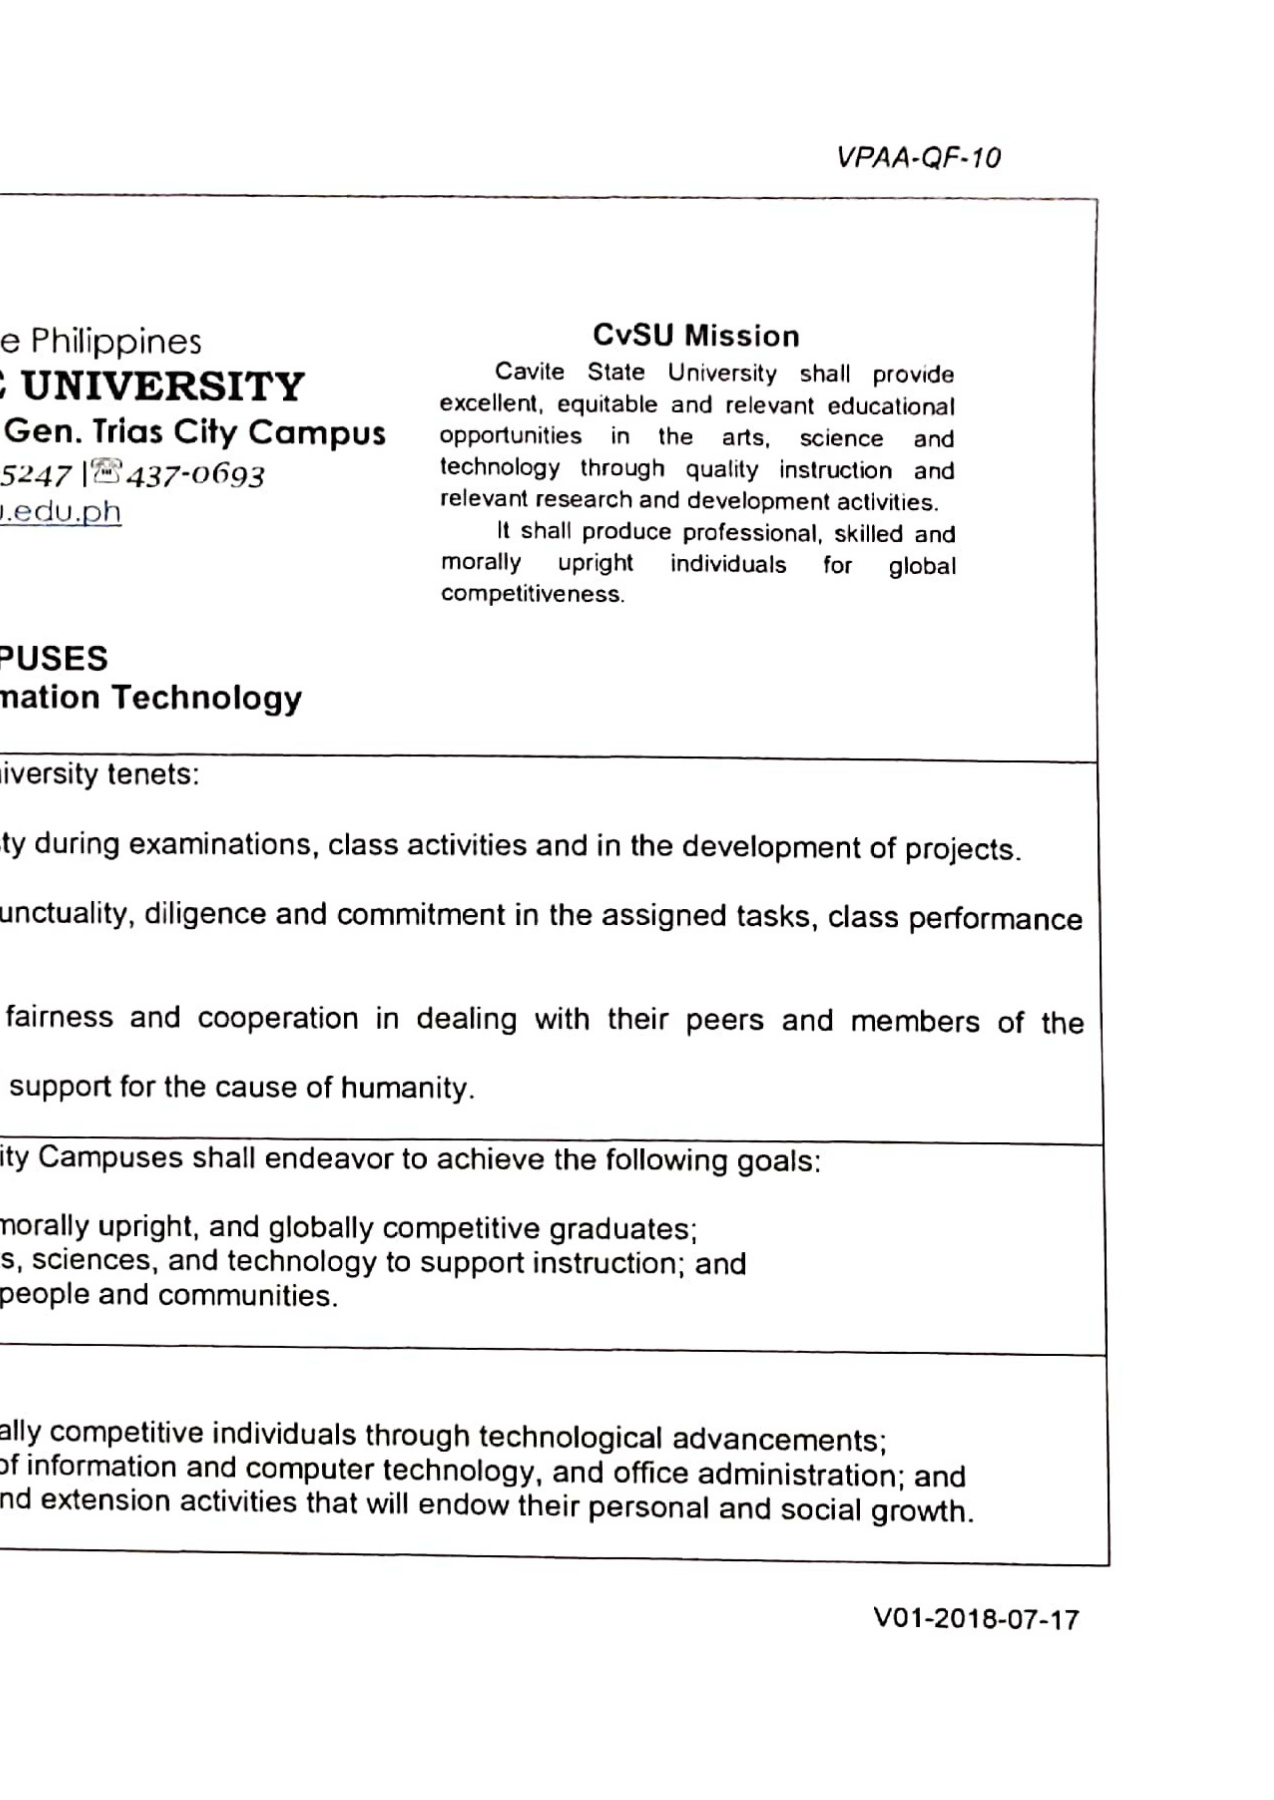 VPAA-QF-10
e Philippines
UNIVERSITY
Gen. Trias City Campus
5247 |☏ 437-0693
.edu.ph
CvSU Mission
Cavite State University shall provide
excellent, equitable and relevant educational
opportunities in the arts, science and
technology through quality instruction and
relevant research and development activities.
It shall produce professional, skilled and
morally upright individuals for global
competitiveness.
PUSES
mation Technology
iversity tenets:
ty during examinations, class activities and in the development of projects.
unctuality, diligence and commitment in the assigned tasks, class performance
fairness and cooperation in dealing with their peers and members of the
support for the cause of humanity.
ity Campuses shall endeavor to achieve the following goals:
morally upright, and globally competitive graduates;
s, sciences, and technology to support instruction; and
people and communities.
ally competitive individuals through technological advancements;
of information and computer technology, and office administration; and
nd extension activities that will endow their personal and social growth.
V01-2018-07-17